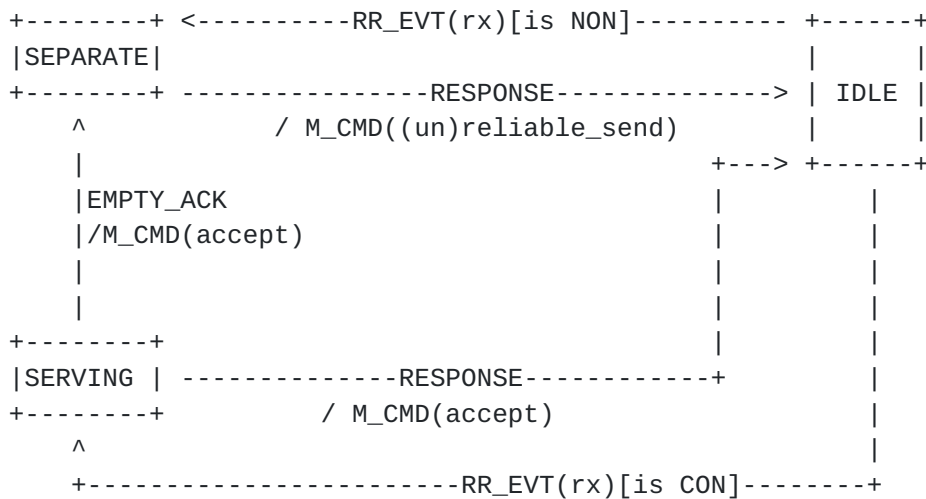 +--------+ <----------RR_EVT(rx)[is NON]---------- +------+
|SEPARATE|                                         |      |
+--------+ ----------------RESPONSE--------------> | IDLE |
    ^            / M_CMD((un)reliable_send)        |      |
    |                                       +---> +------+
    |EMPTY_ACK                              |         |
    |/M_CMD(accept)                         |         |
    |                                       |         |
    |                                       |         |
+--------+                                  |         |
|SERVING | --------------RESPONSE------------+         |
+--------+          / M_CMD(accept)                   |
    ^                                                 |
    +------------------------RR_EVT(rx)[is CON]--------+